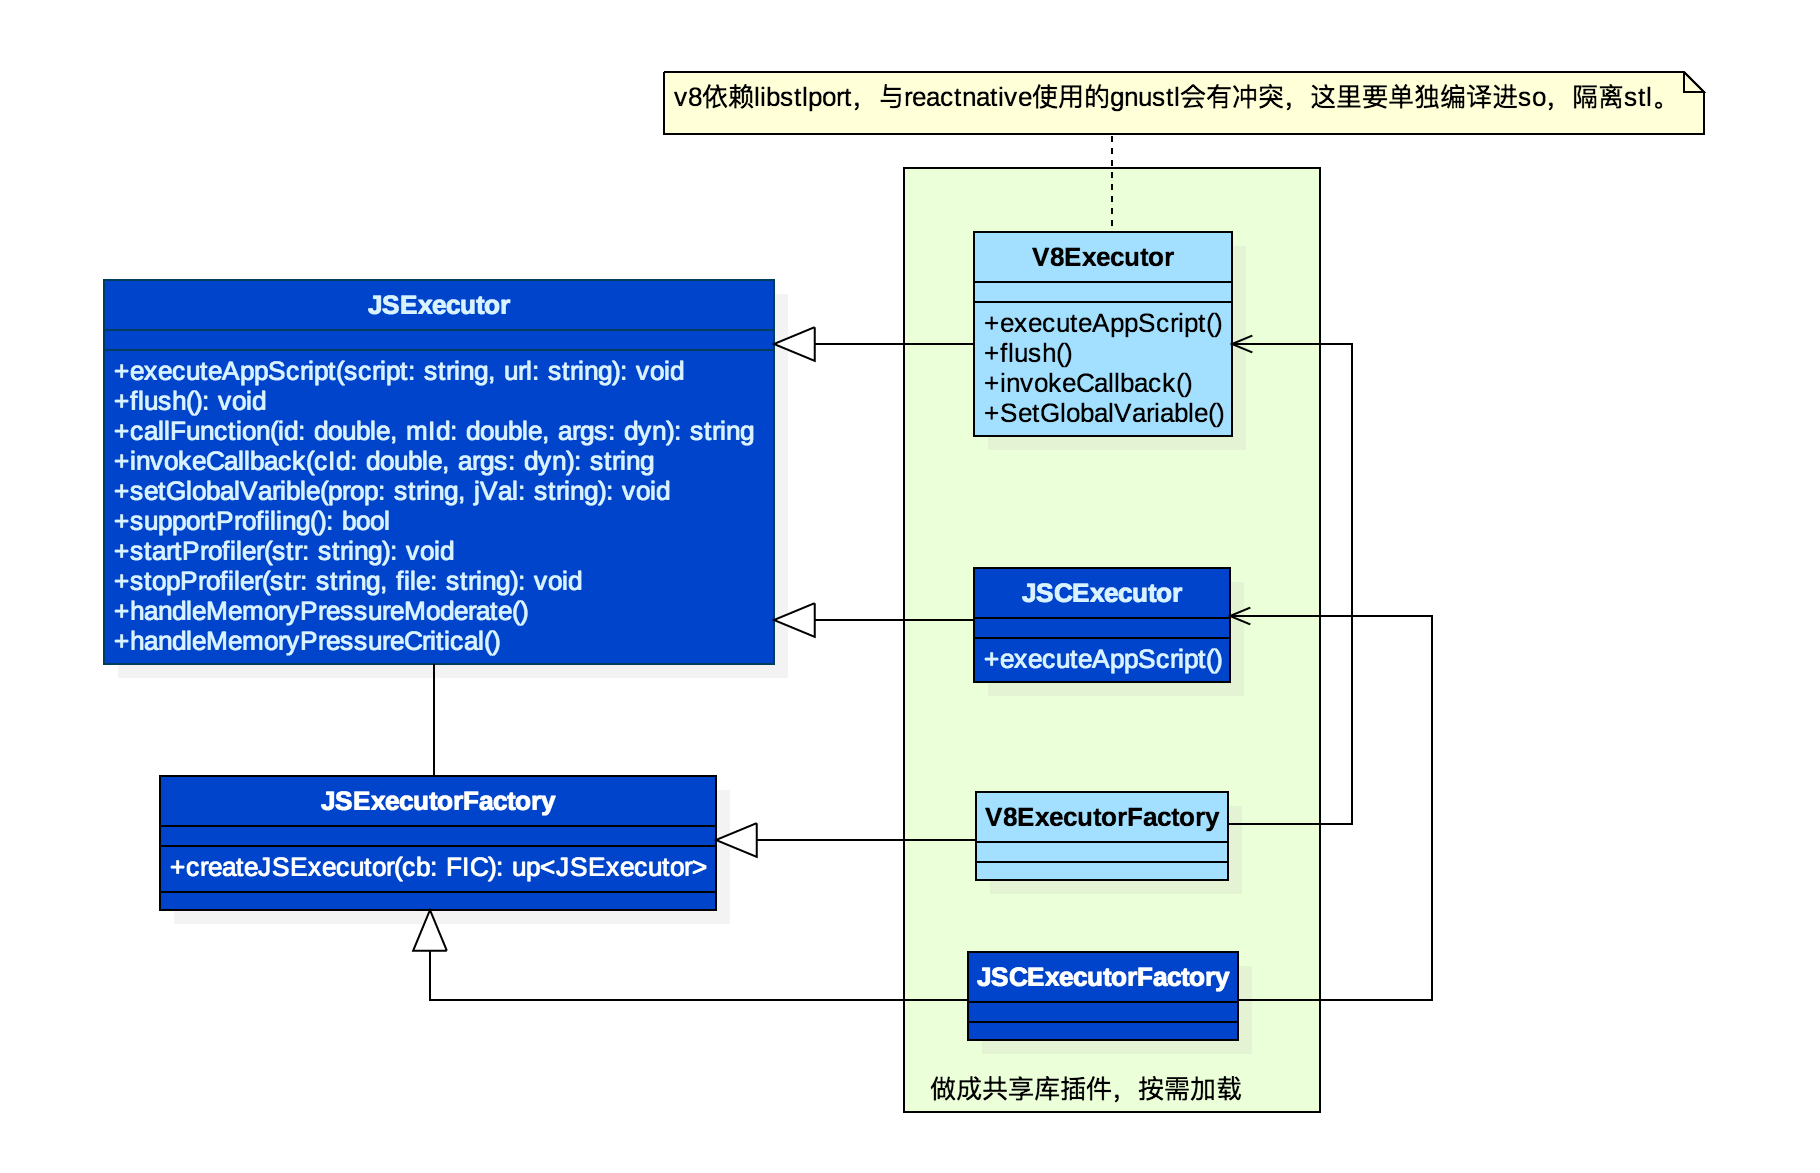 v8依赖libstlport，与reactnative使用的gnustl会有冲突，这里要单独编译进so，隔离stl。
V8Executor
+executeAppScript()
+flush()
+invokeCallback()
+SetGlobalVariable()
JSExecutor
+executeAppScript(script: string, url: string): void
+flush(): void
+callFunction(id: double, mId: double, args: dyn): string
+invokeCallback(cId: double, args: dyn): string
+setGlobalVarible(prop: string, jVal: string): void
+supportProfiling(): bool
+startProfiler(str: string): void
+stopProfiler(str: string, file: string): void
+handleMemoryPressureModerate()
+handleMemoryPressureCritical()
JSCExecutor
+executeAppScript()
JSExecutorFactory
+createJSExecutor(cb: FIC): up<JSExecutor>
V8ExecutorFactory
JSCExecutorFactory
做成共享库插件，按需加载